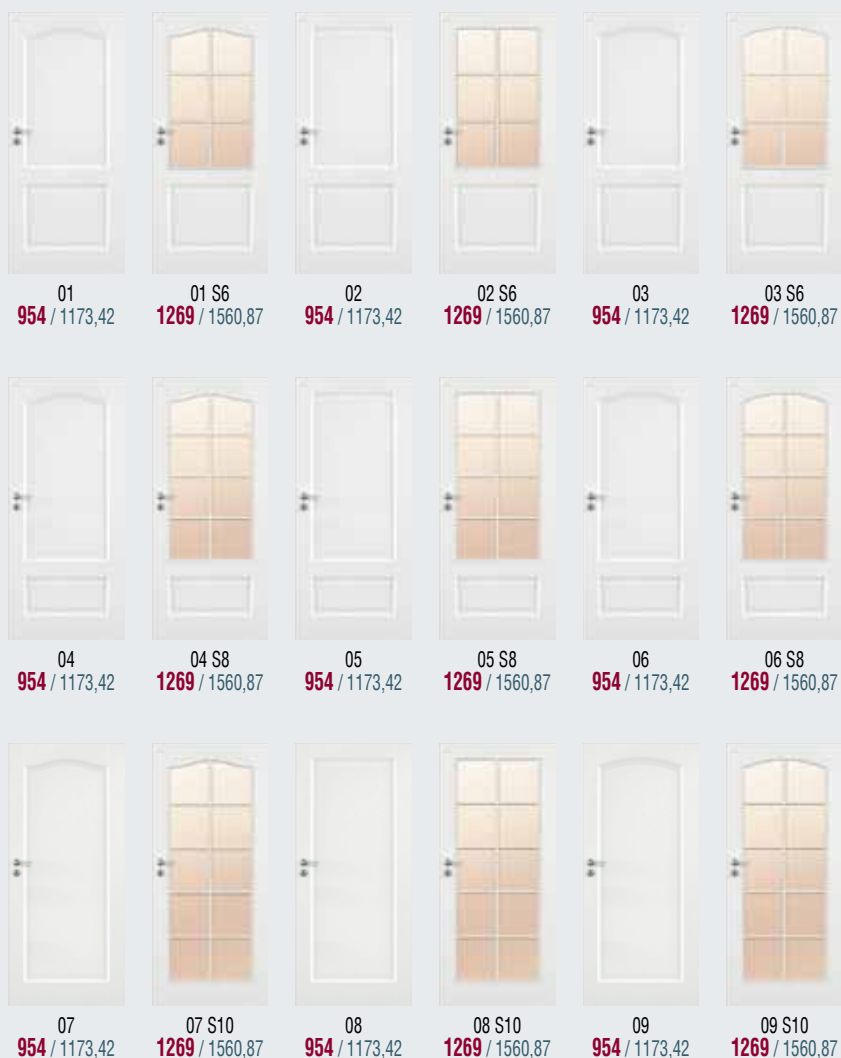 01
954 / 1173,42
01 S6
1269 / 1560,87
02
954 / 1173,42
02 S6
1269 / 1560,87
03
954 / 1173,42
03 S6
1269 / 1560,87
04
954 / 1173,42
04 S8
1269 / 1560,87
05
954 / 1173,42
05 S8
1269 / 1560,87
06
954 / 1173,42
06 S8
1269 / 1560,87
07
954 / 1173,42
07 S10
1269 / 1560,87
08
954 / 1173,42
08 S10
1269 / 1560,87
09
954 / 1173,42
09 S10
1269 / 1560,87